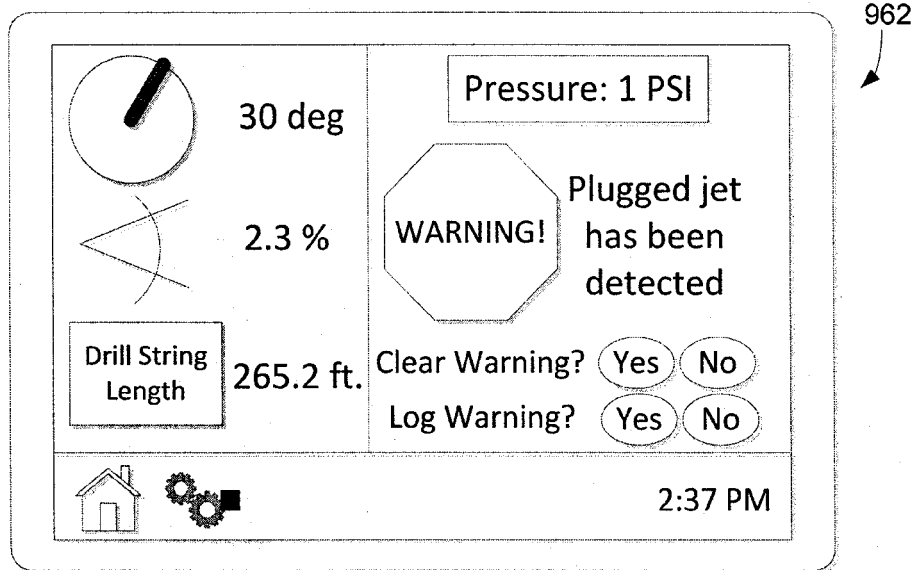 962
30 deg
2.3 %
Drill String
Length
265.2 ft.
Pressure: 1 PSI
WARNING!
Plugged jet
has been
detected
Clear Warning? Yes No
Log Warning? Yes No
2:37 PM